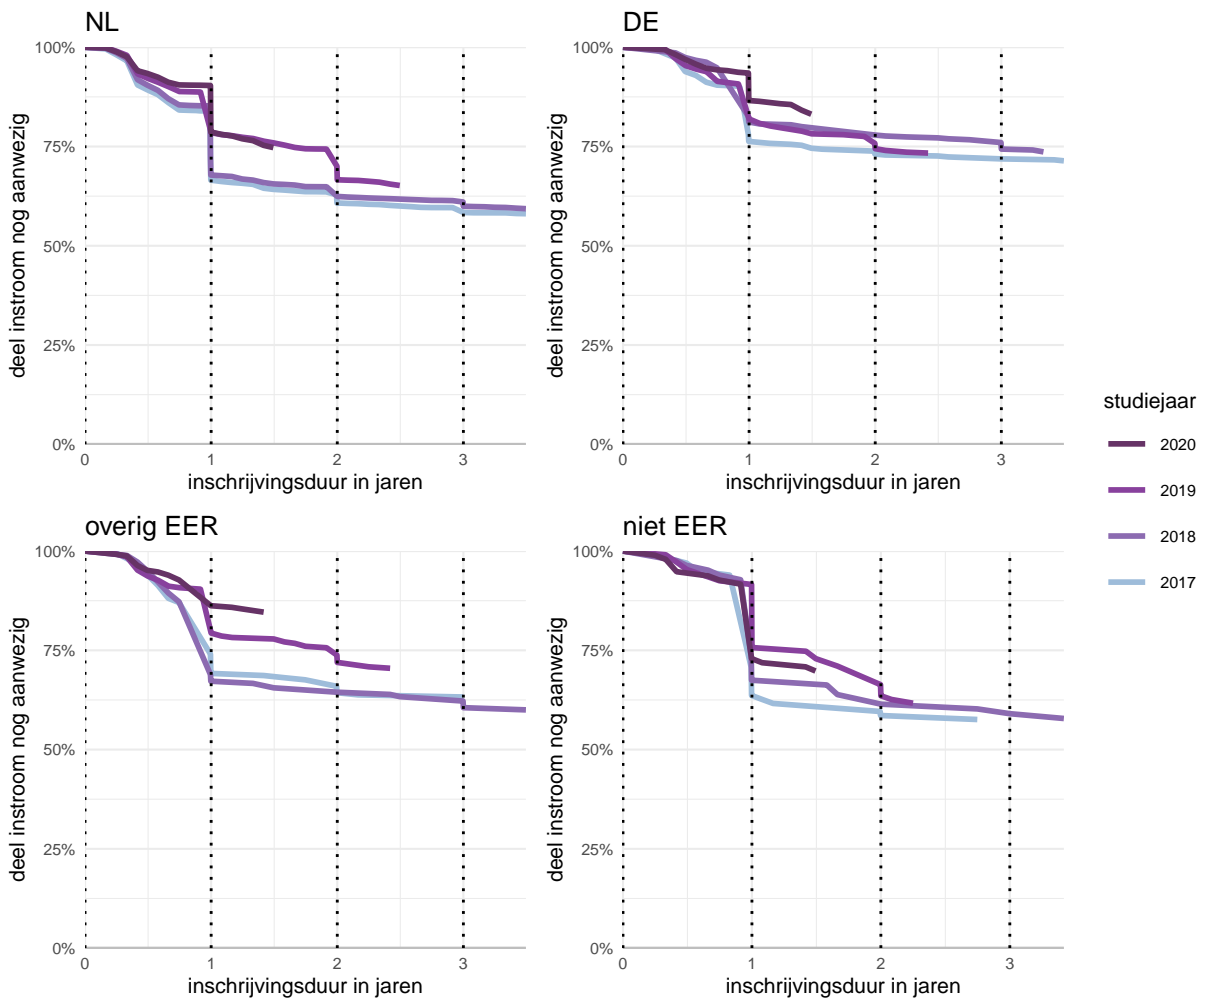 NL
100%
75%
50%
25%
0%
0 1 2 3
inschrijvingsduur in jaren
deel instroom nog aanwezig
DE
100%
75%
50%
25%
0%
0 1 2 3
inschrijvingsduur in jaren
deel instroom nog aanwezig
overig EER
100%
75%
50%
25%
0%
0 1 2 3
inschrijvingsduur in jaren
deel instroom nog aanwezig
niet EER
100%
75%
50%
25%
0%
0 1 2 3
inschrijvingsduur in jaren
deel instroom nog aanwezig
studiejaar
2020
2019
2018
2017